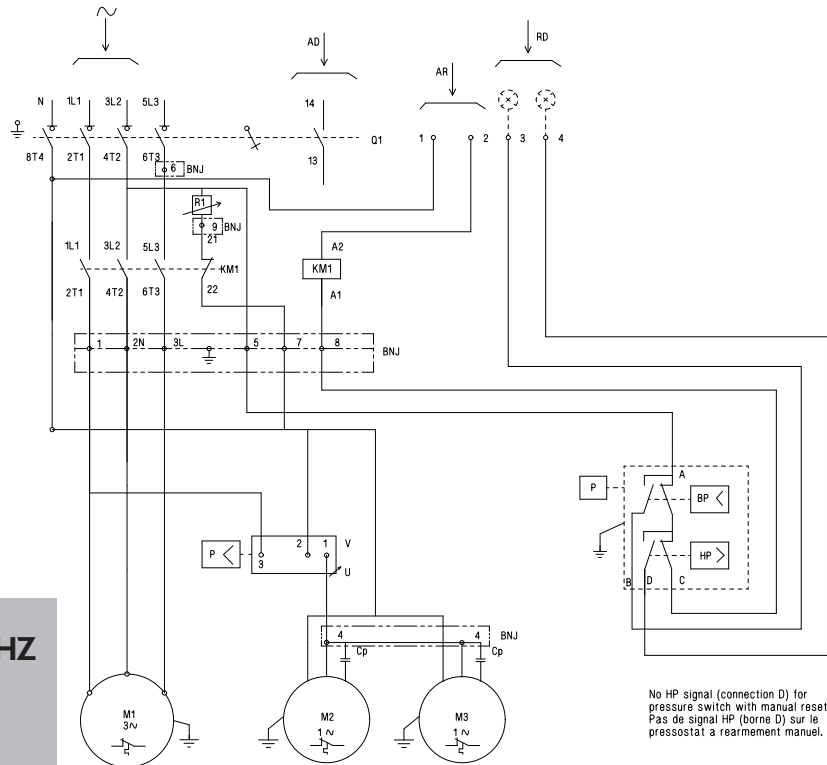 AD
RD
AR
N 1L1 3L2 5L3
14
Q1
1 2 3 4
8T4 2T1 4T2 6T3
13
6 BNJ
R1
9 BNJ
21
1L1 3L2 5L3
KM1
A2
KM1
2T1 4T2 6T3
22
A1
1 2N 3L 5 7 8
BNJ
A
P
BP <
P <
3 2 1 V
U
HP >
B D C
4 4 BNJ
Cp Cp
HZ
M1
3~
M2
1~
M3
1~
No HP signal (connection D) for
pressure switch with manual reset
Pas de signal HP (borne D) sur le
pressostat a rearmement manuel.